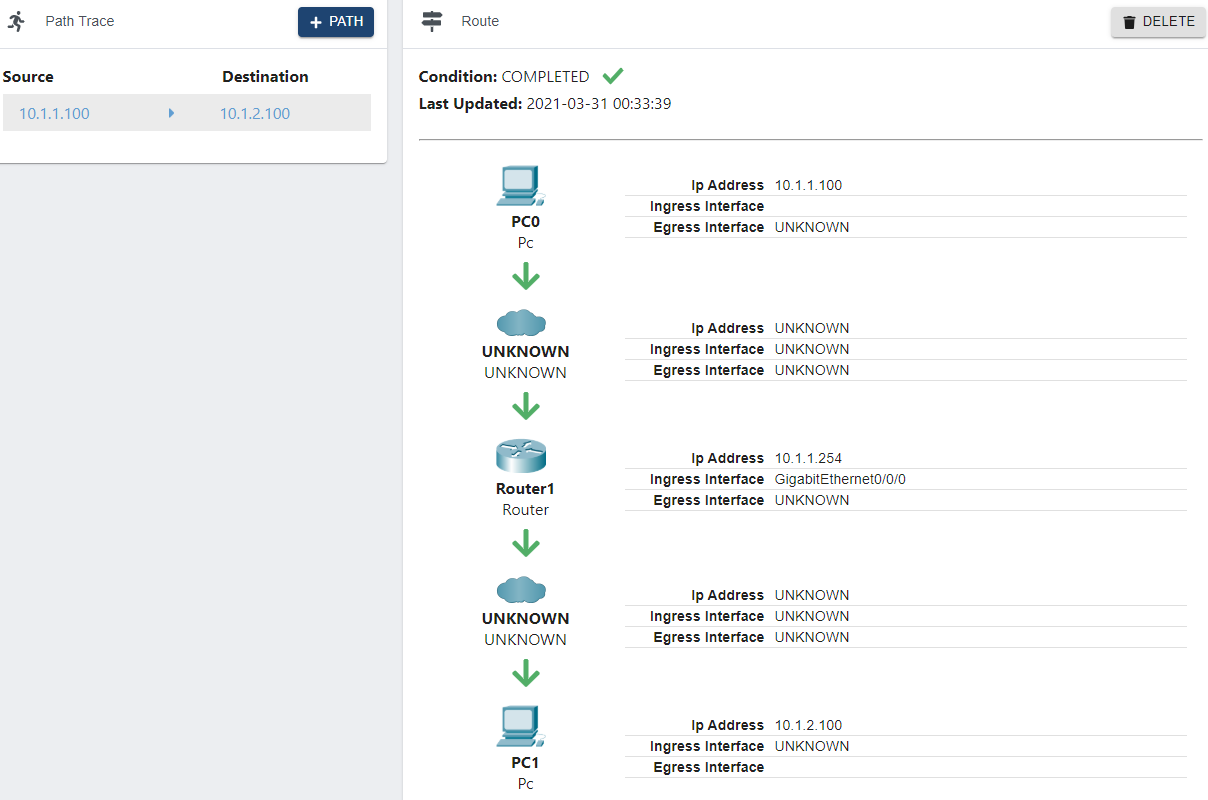 Path Trace
+ PATH
Source Destination
10.1.1.100 10.1.2.100
Route
DELETE
Condition: COMPLETED
Last Updated: 2021-03-31 00:33:39
PC0
Pc
Ip Address 10.1.1.100
Ingress Interface
Egress Interface UNKNOWN
UNKNOWN
UNKNOWN
Ip Address UNKNOWN
Ingress Interface UNKNOWN
Egress Interface UNKNOWN
Router1
Router
Ip Address 10.1.1.254
Ingress Interface GigabitEthernet0/0/0
Egress Interface UNKNOWN
UNKNOWN
UNKNOWN
Ip Address UNKNOWN
Ingress Interface UNKNOWN
Egress Interface UNKNOWN
PC1
Pc
Ip Address 10.1.2.100
Ingress Interface UNKNOWN
Egress Interface